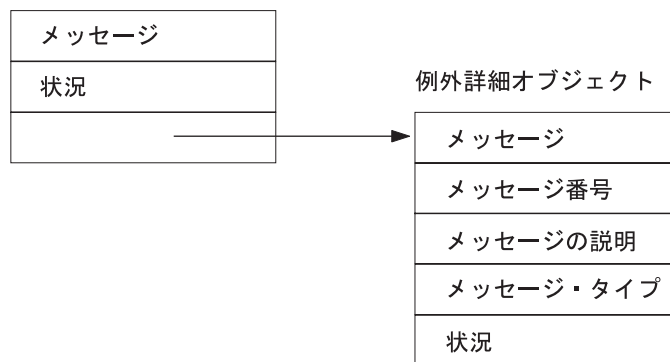 メッセージ
状況
例外詳細オブジェクト
メッセージ
メッセージ番号
メッセージの説明
メッセージ・タイプ
状況